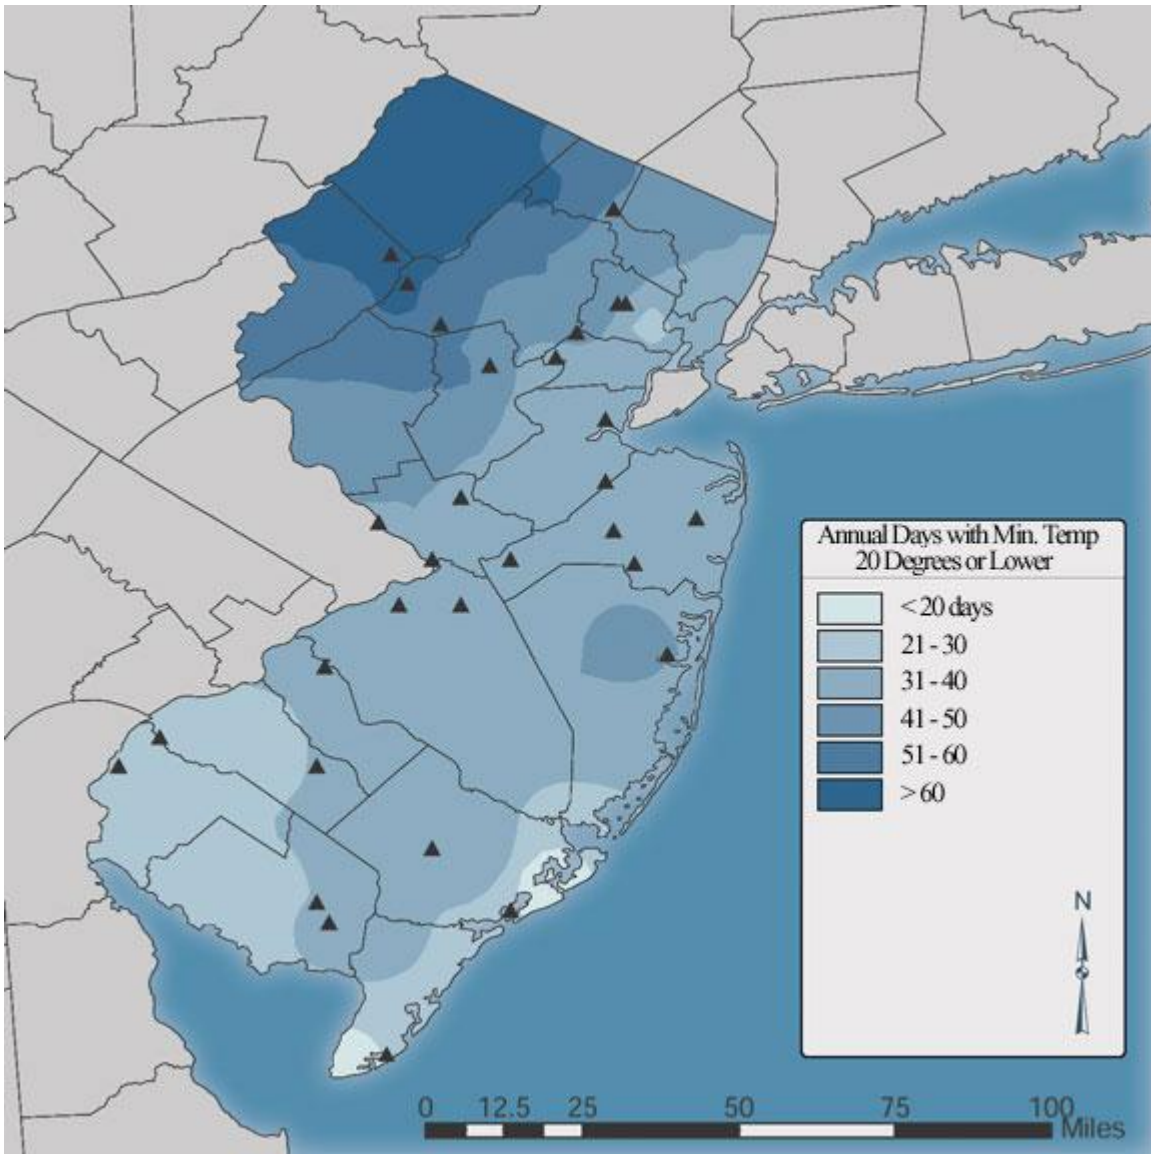 Annual Days with Min. Temp
20 Degrees or Lower
< 20 days
21 - 30
31 - 40
41 - 50
51 - 60
> 60
N
0 12.5 25 50 75 100
Miles